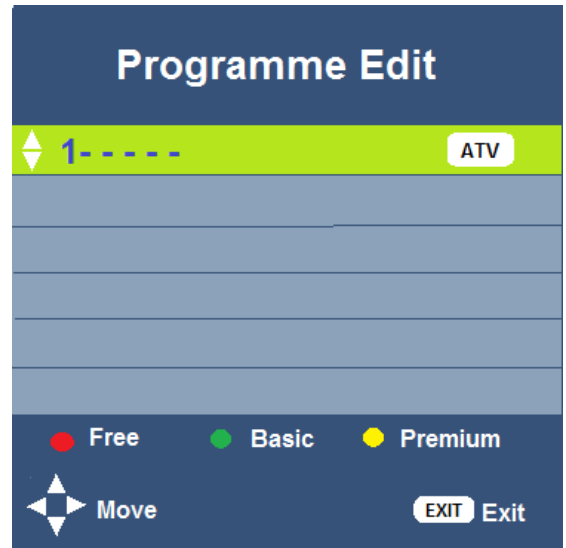 Programme Edit
1- - - - - ATV
Free Basic Premium
Move EXIT Exit